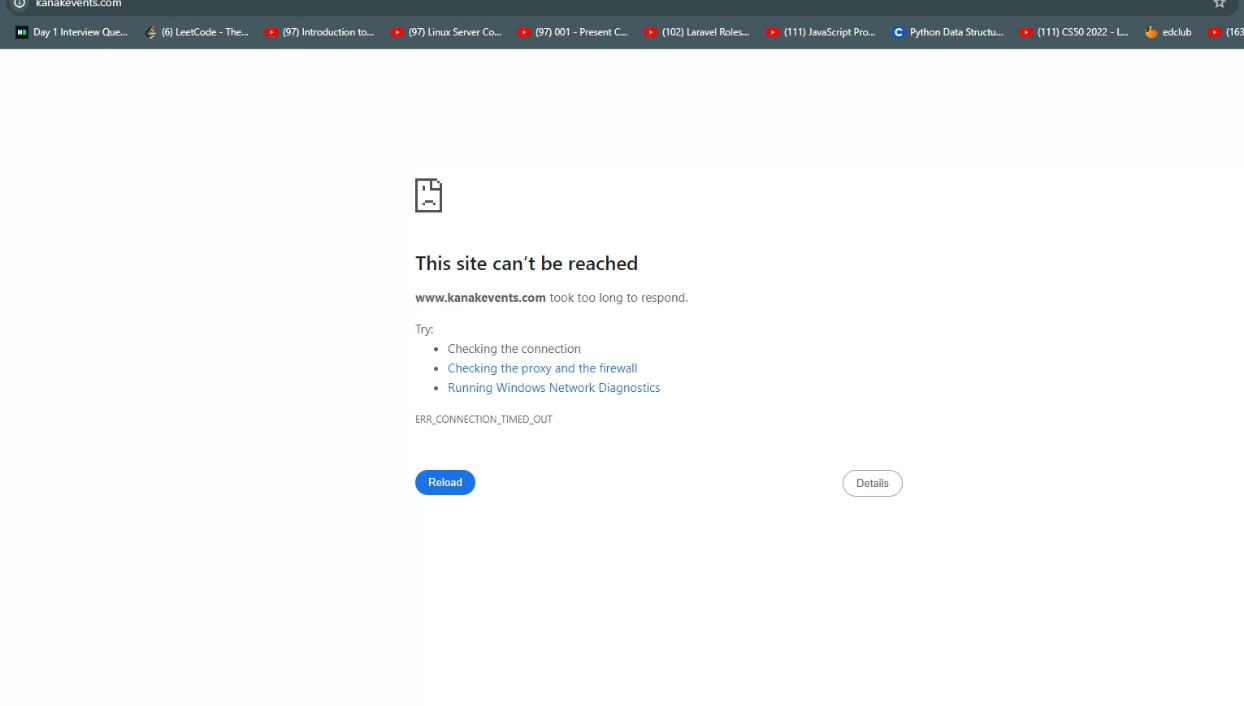 kanakevents.com
Day 1 Interview Que... (6) LeetCode - The... (97) Introduction to... (97) Linux Server Co... (97) 001 - Present C... (102) Laravel Roles... (111) JavaScript Pro... Python Data Structu... (111) CS50 2022 - L... edclub (163
This site can't be reached
www.kanakevents.com took too long to respond.
Try:
• Checking the connection
• Checking the proxy and the firewall
• Running Windows Network Diagnostics
ERR_CONNECTION_TIMED_OUT
Reload Details